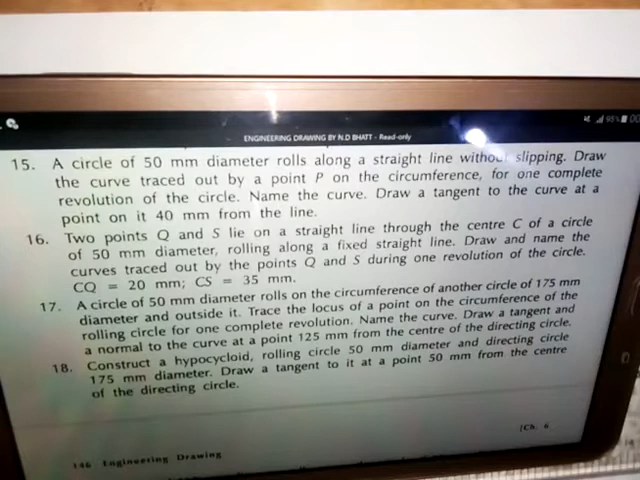 95%
ENGINEERING DRAWING BY N.D BHATT - Read-only
15. A circle of 50 mm diameter rolls along a straight line without slipping. Draw
the curve traced out by a point P on the circumference, for one complete
revolution of the circle. Name the curve. Draw a tangent to the curve at a
point on it 40 mm from the line.
16. Two points Q and S lie on a straight line through the centre C of a circle
of 50 mm diameter, rolling along a fixed straight line. Draw and name the
curves traced out by the points Q and S during one revolution of the circle.
CQ = 20 mm; CS = 35 mm.
17. A circle of 50 mm diameter rolls on the circumference of another circle of 175 mm
diameter and outside it. Trace the locus of a point on the circumference of the
rolling circle for one complete revolution. Name the curve. Draw a tangent and
a normal to the curve at a point 125 mm from the centre of the directing circle.
18. Construct a hypocycloid, rolling circle 50 mm diameter and directing circle
175 mm diameter. Draw a tangent to it at a point 50 mm from the centre
of the directing circle.
146 Engineering Drawing
[Ch. 6